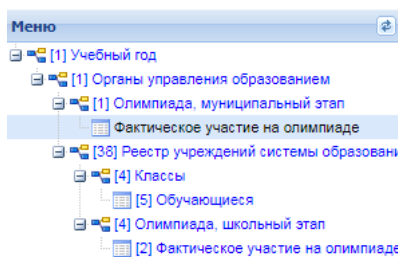 Меню
[1] Учебный год
[1] Органы управления образованием
[1] Олимпиада, муниципальный этап
Фактическое участие на олимпиаде
[38] Реестр учреждений системы образовани
[4] Классы
[5] Обучающиеся
[4] Олимпиада, школьный этап
[2] Фактическое участие на олимпиаде